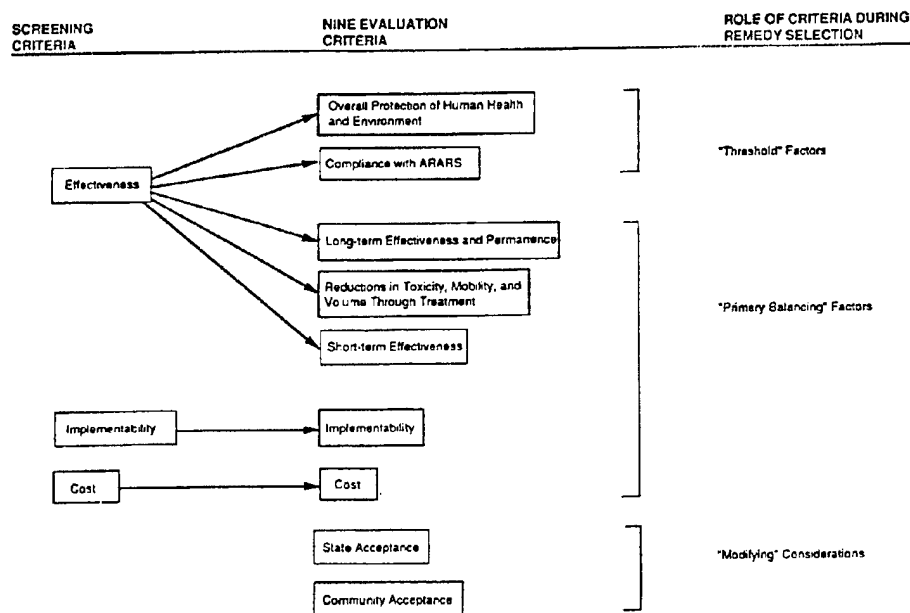 SCREENING
CRITERIA
NINE EVALUATION
CRITERIA
ROLE OF CRITERIA DURING
REMEDY SELECTION
Effectiveness
Overall Protection of Human Health
and Environment
Compliance with ARARS
"Threshold" Factors
Long-term Effectiveness and Permanence
Reductions in Toxicity, Mobility, and
Volume Through Treatment
Short-term Effectiveness
"Primary Balancing" Factors
Implementability
Implementability
Cost
Cost
State Acceptance
Community Acceptance
"Modifying" Considerations